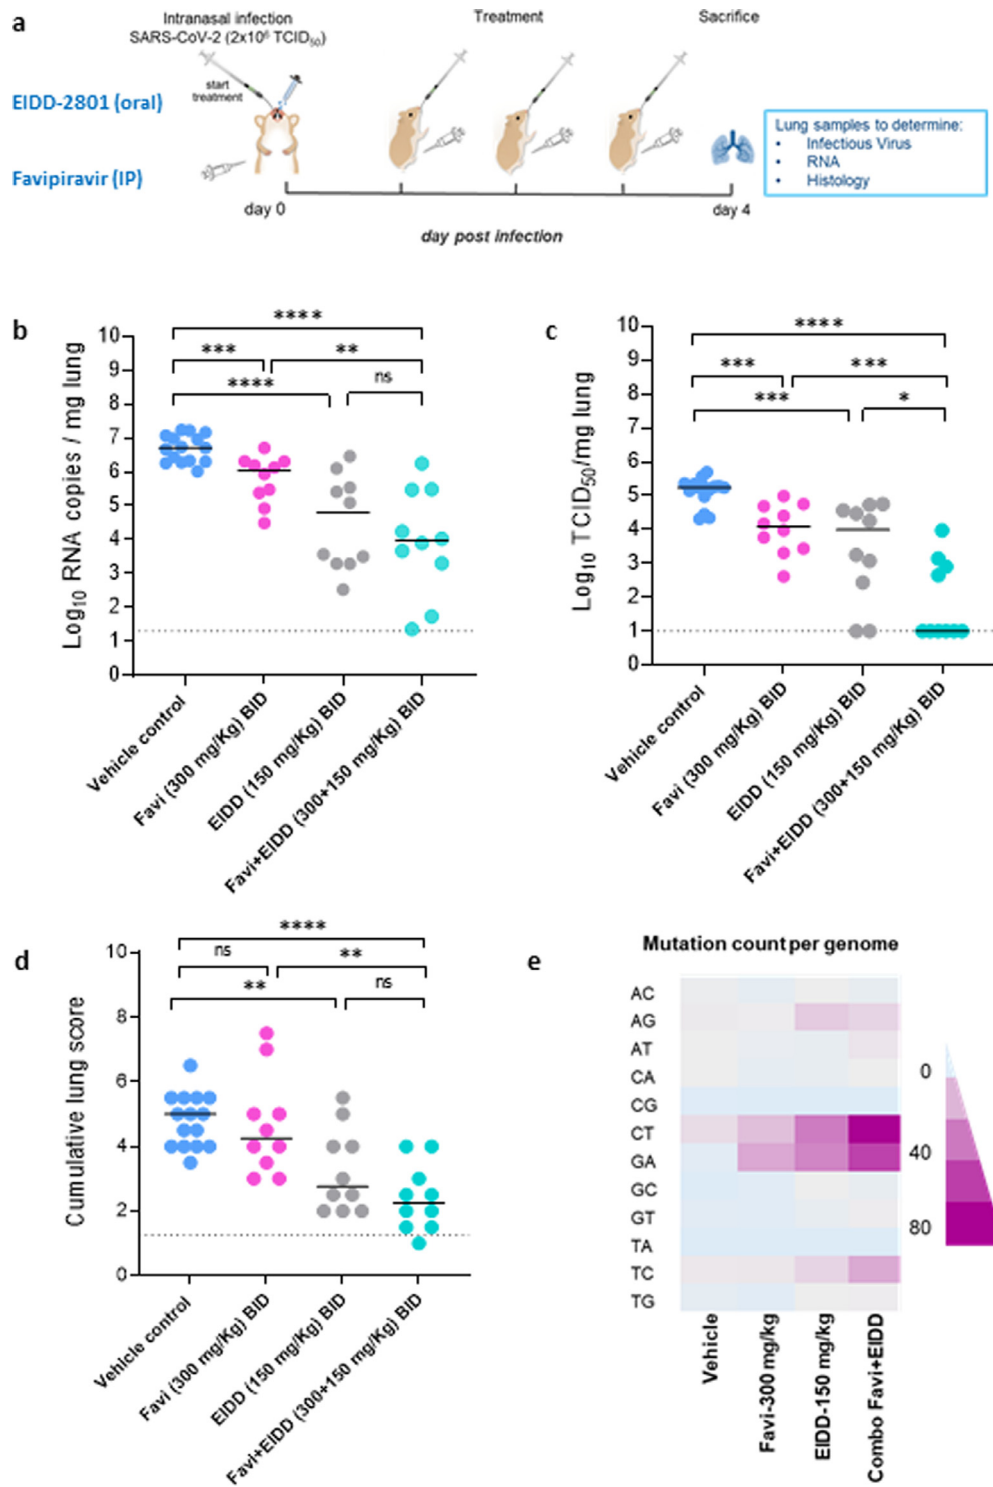 a
Intranasal infection
SARS-CoV-2 (2x10⁶ TCID₅₀)
Treatment
Sacrifice
start
treatment
EIDD-2801 (oral)
Favipiravir (IP)
Lung samples to determine:
• Infectious Virus
• RNA
• Histology
day 0
day 4
day post infection
b
Log₁₀ RNA copies / mg lung
10
9
8
7
6
5
4
3
2
1
0
****
***
**
****
ns
Vehicle control
Favi (300 mg/Kg) BID
EIDD (150 mg/Kg) BID
Favi+EIDD (300+150 mg/Kg) BID
c
Log₁₀ TCID₅₀/mg lung
10
9
8
7
6
5
4
3
2
1
0
****
***
***
***
*
Vehicle control
Favi (300 mg/Kg) BID
EIDD (150 mg/Kg) BID
Favi+EIDD (300+150 mg/Kg) BID
d
Cumulative lung score
10
8
6
4
2
0
****
ns
**
**
ns
Vehicle control
Favi (300 mg/Kg) BID
EIDD (150 mg/Kg) BID
Favi+EIDD (300+150 mg/Kg) BID
e
Mutation count per genome
AC
AG
AT
CA
CG
CT
GA
GC
GT
TA
TC
TG
Vehicle
Favi-300 mg/kg
EIDD-150 mg/kg
Combo Favi+EIDD
0
40
80